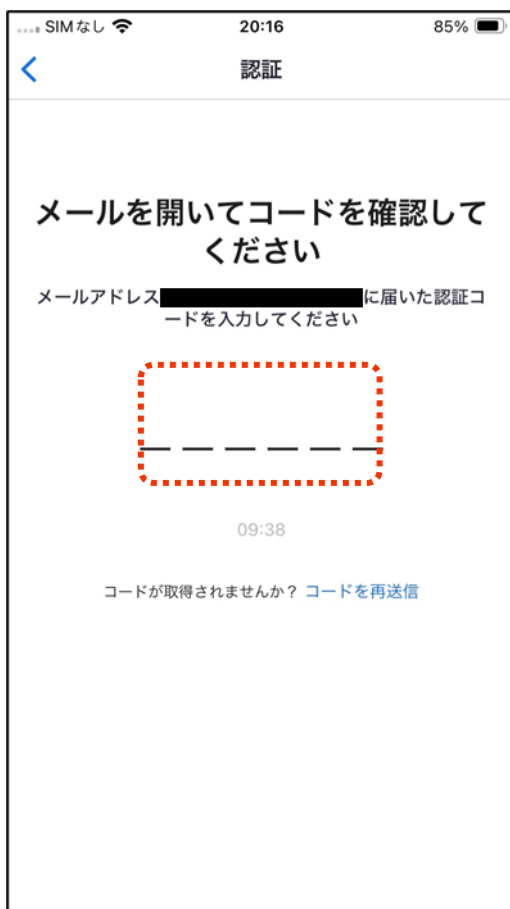 SIMなし 20:16 85%
認証
メールを開いてコードを確認して
ください
メールアドレス に届いた認証コ
ードを入力してください
09:38
コードが取得されませんか？ コードを再送信